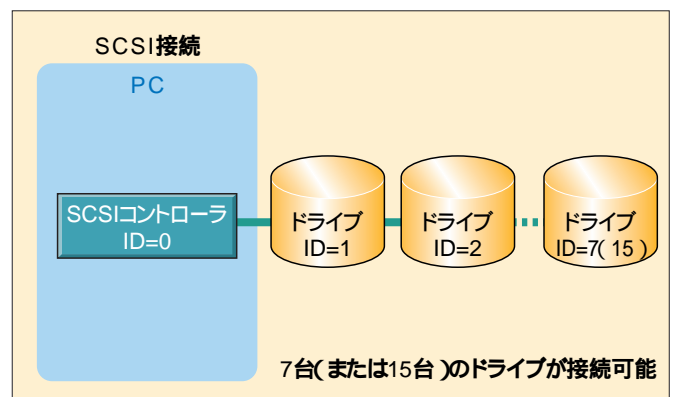 SCSI接続
PC
SCSIコントローラ
ID=0
ドライブ
ID=1
ドライブ
ID=2
ドライブ
ID=7(15)
7台(または15台)のドライブが接続可能